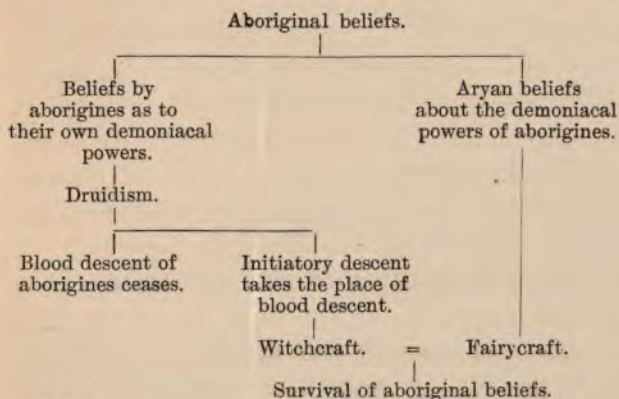 Aboriginal beliefs.
Beliefs by
aborigines as to
their own demoniacal
powers.
Aryan beliefs
about the demoniacal
powers of aborigines.
Druidism.
Blood descent of
aborigines ceases.
Initiatory descent
takes the place of
blood descent.
Witchcraft. = Fairycraft.
Survival of aboriginal beliefs.